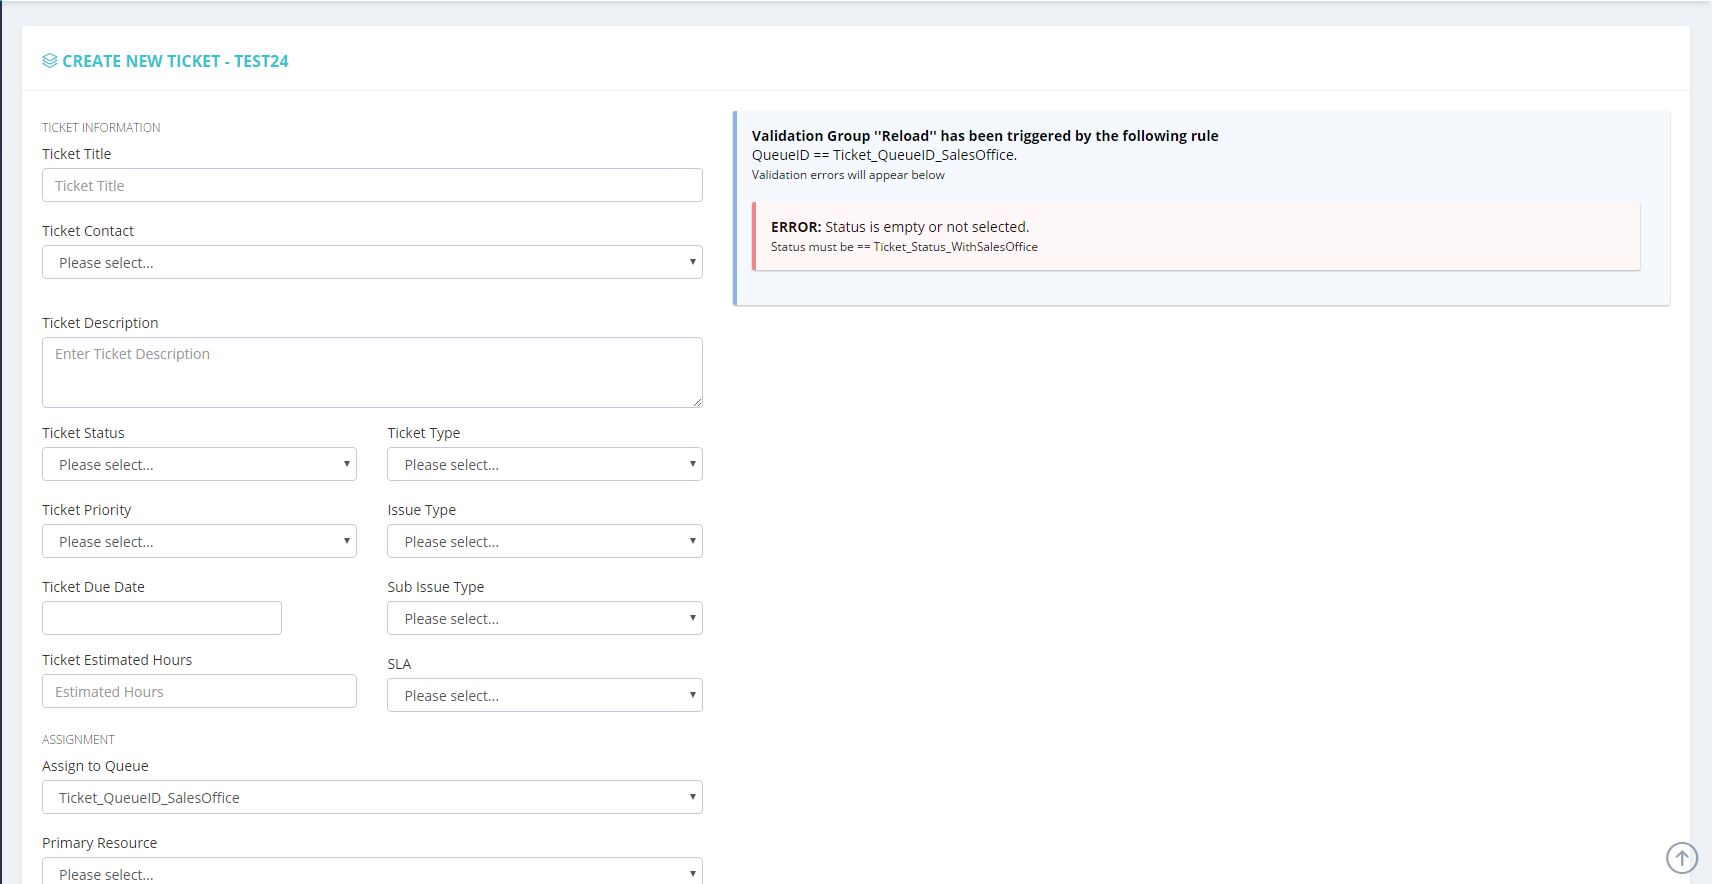 CREATE NEW TICKET - TEST24
TICKET INFORMATION
Ticket Title
Ticket Title
Ticket Contact
Please select...
Ticket Description
Enter Ticket Description
Ticket Status
Please select...
Ticket Type
Please select...
Ticket Priority
Please select...
Issue Type
Please select...
Ticket Due Date
Sub Issue Type
Please select...
Ticket Estimated Hours
Estimated Hours
SLA
Please select...
ASSIGNMENT
Assign to Queue
Ticket_QueueID_SalesOffice
Primary Resource
Please select...
Validation Group "Reload" has been triggered by the following rule
QueueID == Ticket_QueueID_SalesOffice.
Validation errors will appear below
ERROR: Status is empty or not selected.
Status must be == Ticket_Status_WithSalesOffice